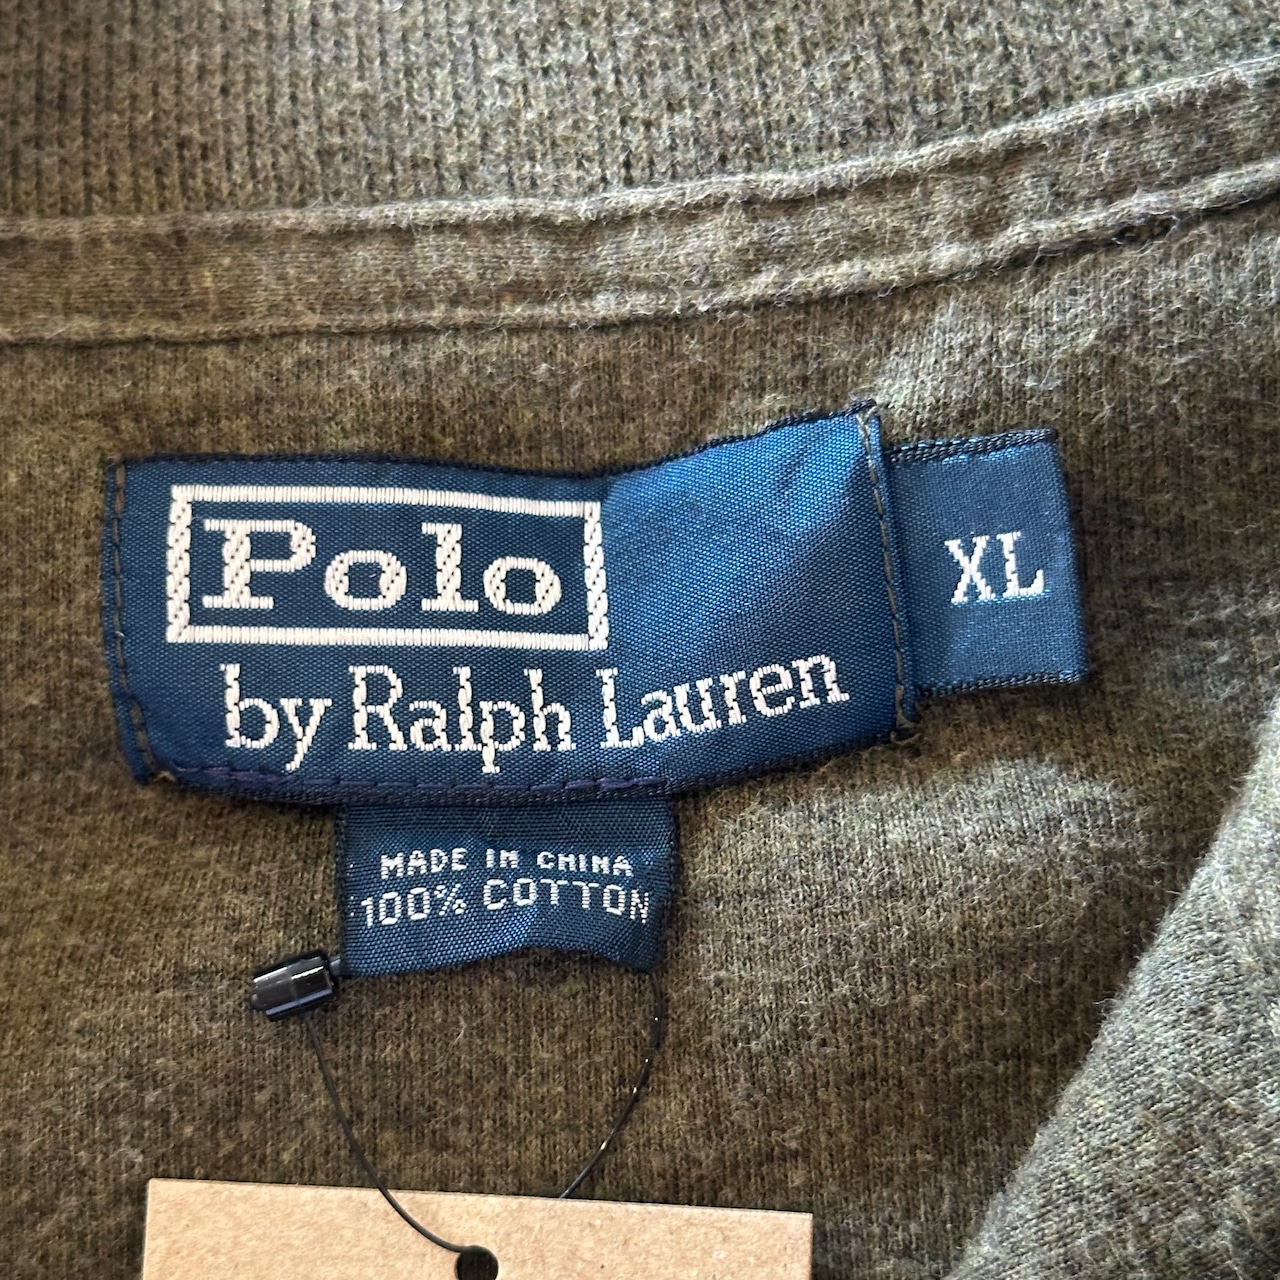 Polo
by Ralph Lauren
XL
MADE IN CHINA
100% COTTON